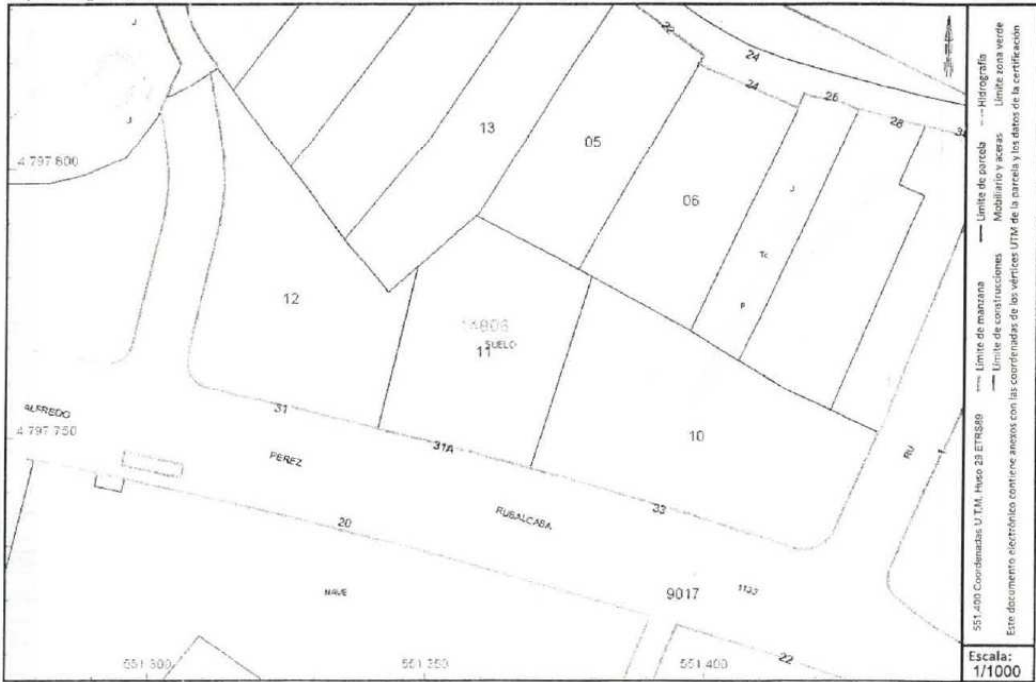 22
24
24
26
28
J
J
13
05
06
4.797.800
J
Tc
P
12
SUELO
11
10
ALFREDO
4.797.750
31
31A
PEREZ
33
RUBALCABA
20
NAVE
9017
RU
551.300
551.350
551.400
22
551.400 Coordenadas U.T.M. Huso 29 ETRS89
Límite de manzana
Límite de parcela
Hidrografía
Límite de construcciones
Mobiliario y aceras
Límite zona verde
Este documento electrónico contiene anexos con las coordenadas de los vértices UTM de la parcela y los datos de la certificación
Escala:
1/1000